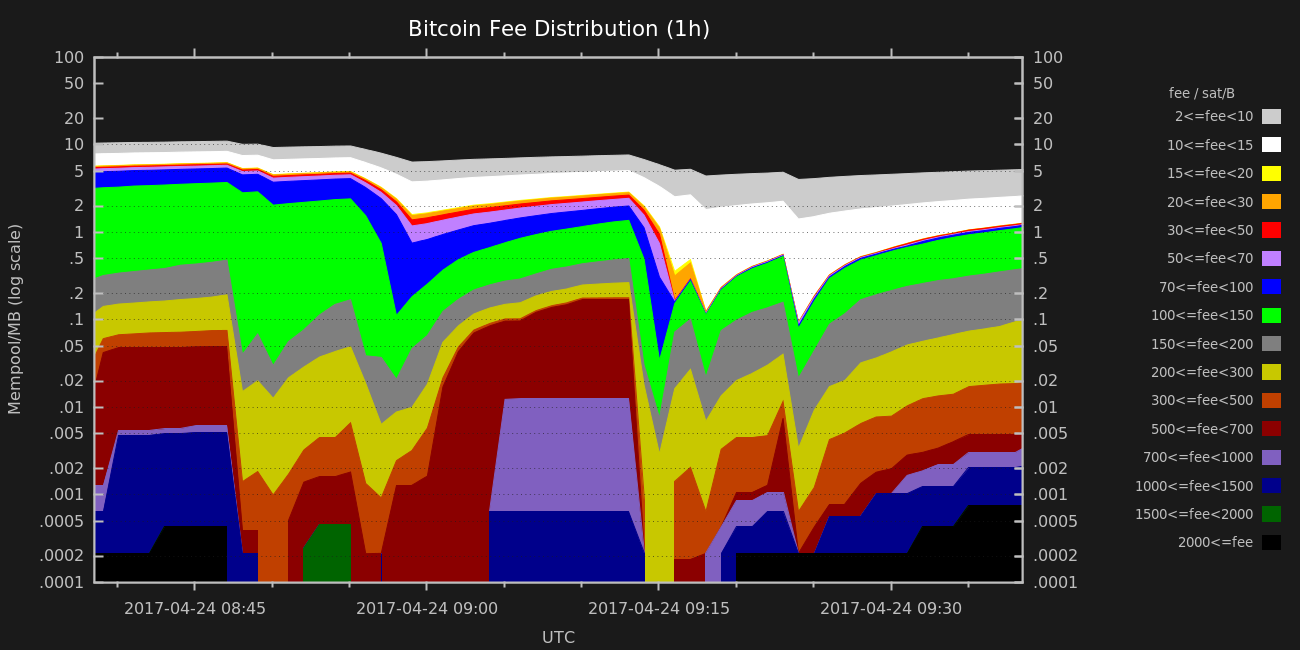 Bitcoin Fee Distribution (1h)
100 100
50 50
20 20
10 10
5 5
2 2
1 1
.5 .5
.2 .2
.1 .1
.05 .05
.02 .02
.01 .01
.005 .005
.002 .002
.001 .001
.0005 .0005
.0002 .0002
.0001 .0001
Mempool/MB (log scale)
2017-04-24 08:45 2017-04-24 09:00 2017-04-24 09:15 2017-04-24 09:30
UTC
fee / sat/B
2<=fee<10
10<=fee<15
15<=fee<20
20<=fee<30
30<=fee<50
50<=fee<70
70<=fee<100
100<=fee<150
150<=fee<200
200<=fee<300
300<=fee<500
500<=fee<700
700<=fee<1000
1000<=fee<1500
1500<=fee<2000
2000<=fee